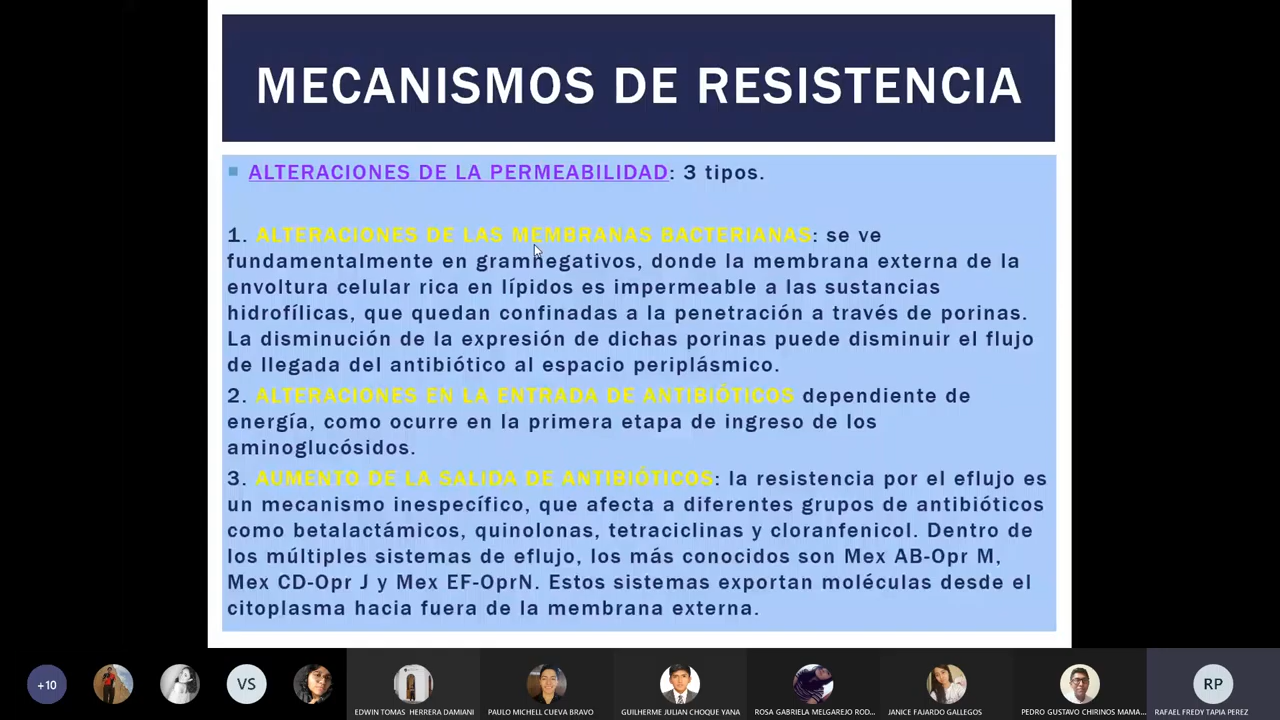 MECANISMOS DE RESISTENCIA
ALTERACIONES DE LA PERMEABILIDAD: 3 tipos.
1. ALTERACIONES DE LAS MEMBRANAS BACTERIANAS: se ve
fundamentalmente en gramnegativos, donde la membrana externa de la
envoltura celular rica en lípidos es impermeable a las sustancias
hidrofílicas, que quedan confinadas a la penetración a través de porinas.
La disminución de la expresión de dichas porinas puede disminuir el flujo
de llegada del antibiótico al espacio periplásmico.
2. ALTERACIONES EN LA ENTRADA DE ANTIBIÓTICOS dependiente de
energía, como ocurre en la primera etapa de ingreso de los
aminoglucósidos.
3. AUMENTO DE LA SALIDA DE ANTIBIÓTICOS: la resistencia por el eflujo es
un mecanismo inespecífico, que afecta a diferentes grupos de antibióticos
como betalactámicos, quinolonas, tetraciclinas y cloranfenicol. Dentro de
los múltiples sistemas de eflujo, los más conocidos son Mex AB-Opr M,
Mex CD-Opr J y Mex EF-OprN. Estos sistemas exportan moléculas desde el
citoplasma hacia fuera de la membrana externa.
+10
VS
RP
EDWIN TOMAS HERRERA DAMIANI
PAULO MICHELL CUEVA BRAVO
GUILHERME JULIAN CHOQUE YANA
ROSA GABRIELA MELGAREJO ROD...
JANICE FAJARDO GALLEGOS
PEDRO GUSTAVO CHIRINOS MAMA...
RAFAEL FREDY TAPIA PEREZ